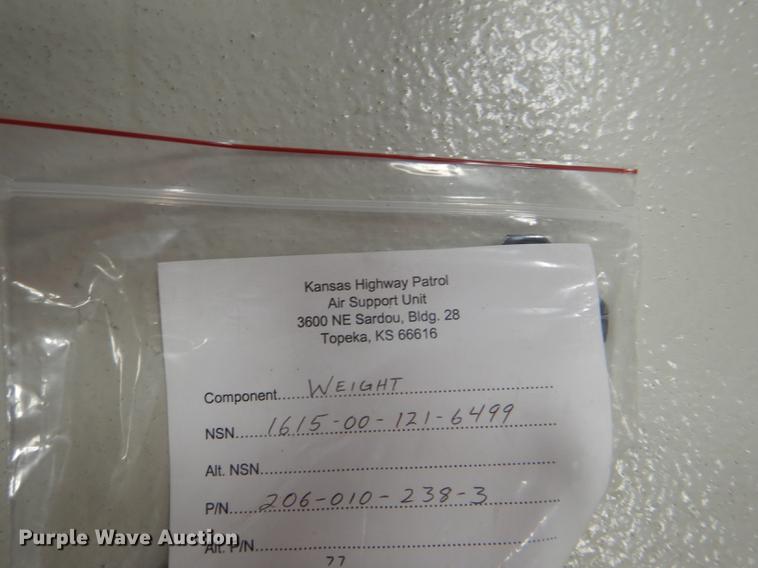 Kansas Highway Patrol
Air Support Unit
3600 NE Sardou, Bldg. 28
Topeka, KS 66616
Component.....WEIGHT
NSN.....1615-00-121-6499
Alt. NSN.....
P/N.....206-010-238-3
Alt. P/N.....
Purple Wave Auction